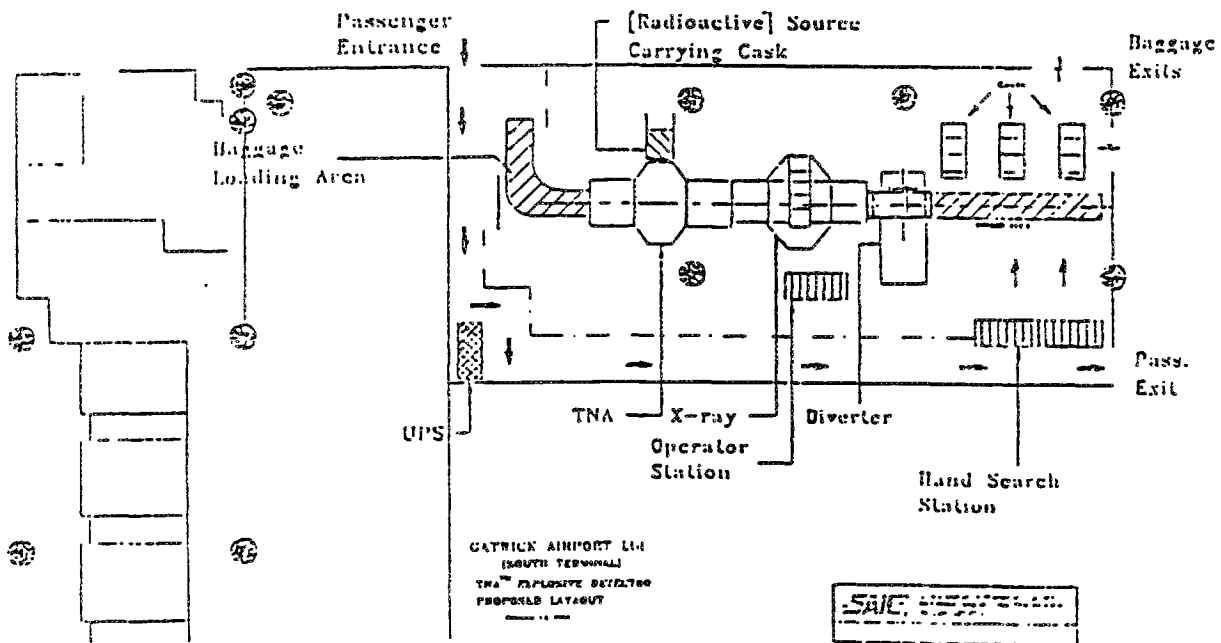 Passenger
Entrance
[Radioactive] Source
Carrying Cask
Baggage
Exits
Baggage
Loading Area
Pass.
Exit
TNA
X-ray
Diverter
UPS
Operator
Station
Hand Search
Station
GATWICK AIRPORT Ltd
(SOUTH TERMINAL)
TNA™ EXPLOSIVE DETECTOR
PROPOSED LAYOUT
SAIC